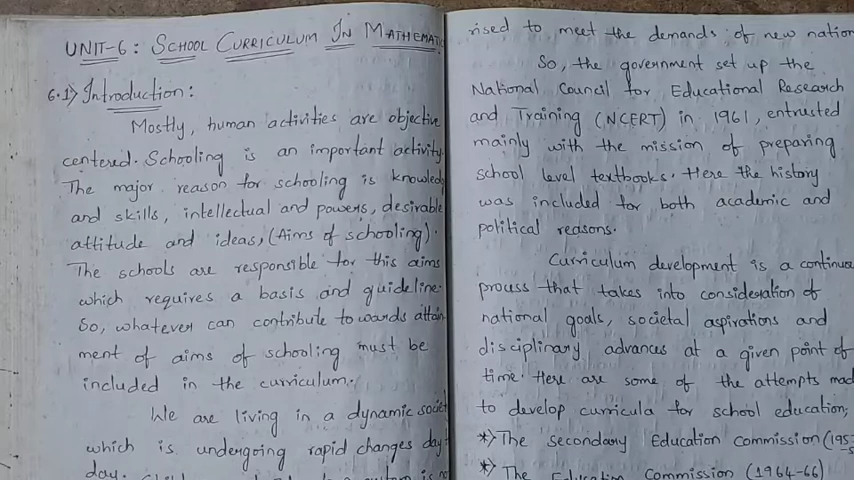 UNIT-6: SCHOOL CURRICULUM IN MATHEMATI
6.1) Introduction:
Mostly, human activities are objective
centered. Schooling is an important activity.
The major reason for schooling is knowled
and skills, intellectual and powers, desirable
attitude and ideas, (Aims of schooling).
The schools are responsible for this aims
which requires a basis and guideline.
So, whatever can contribute towards attain
ment of aims of schooling must be
included in the curriculum.
We are living in a dynamic societ
which is undergoing rapid changes day
day.
rised to meet the demands of new nation
So, the government set up the
National Council for Educational Research
and Training (NCERT) in 1961, entrusted
mainly with the mission of preparing
school level textbooks. Here the history
was included for both academic and
political reasons.
Curriculum development is a continuou
process that takes into consideration of
national goals, societal aspirations and
disciplinary advances at a given point of
time. Here are some of the attempts mad
to develop curricula for school education;
*) The secondary Education commission (195
*) The Education Commission (1964-66)